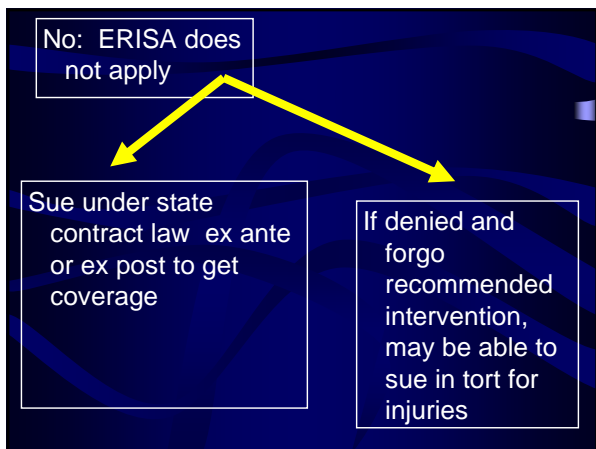 No: ERISA does
not apply
Sue under state
contract law ex ante
or ex post to get
coverage
If denied and
forgo
recommended
intervention,
may be able to
sue in tort for
injuries